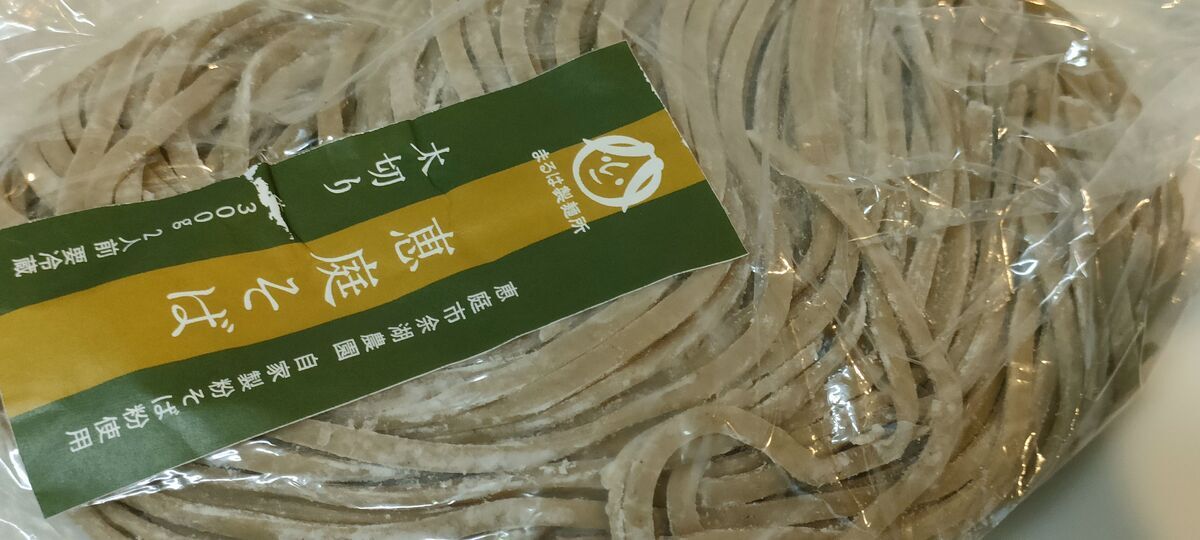 恵庭市余湖農園 自家製粉そば粉使用
恵庭そば
太切り
300g 2人前 要冷蔵
心
まるは製麺所